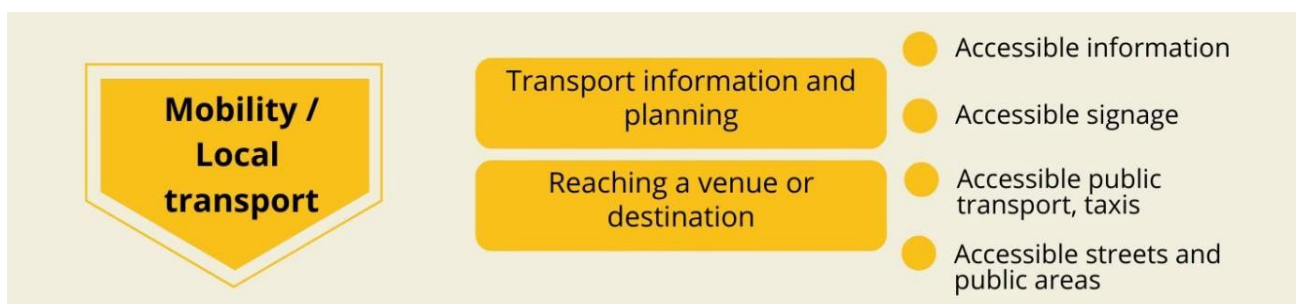 Mobility /
Local
transport
Transport information and
planning
Reaching a venue or
destination
Accessible information
Accessible signage
Accessible public
transport, taxis
Accessible streets and
public areas